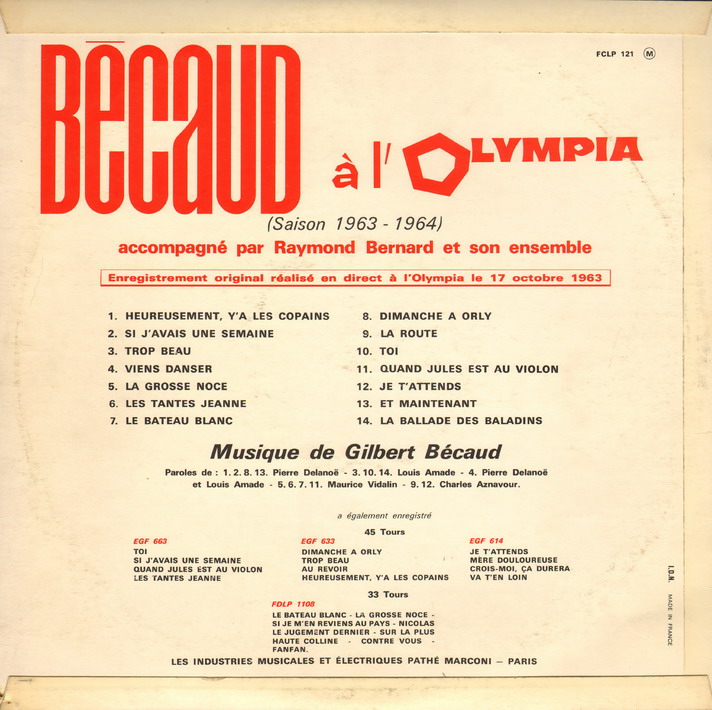 FCLP 121 M
BéCAUD
à l'OLYMPIA
(Saison 1963 - 1964)
accompagné par Raymond Bernard et son ensemble
Enregistrement original réalisé en direct à l'Olympia le 17 octobre 1963
1. HEUREUSEMENT, Y'A LES COPAINS
2. SI J'AVAIS UNE SEMAINE
3. TROP BEAU
4. VIENS DANSER
5. LA GROSSE NOCE
6. LES TANTES JEANNE
7. LE BATEAU BLANC
8. DIMANCHE A ORLY
9. LA ROUTE
10. TOI
11. QUAND JULES EST AU VIOLON
12. JE T'ATTENDS
13. ET MAINTENANT
14. LA BALLADE DES BALADINS
Musique de Gilbert Bécaud
Paroles de : 1. 2. 8. 13. Pierre Delanoë - 3. 10. 14. Louis Amade - 4. Pierre Delanoë
et Louis Amade - 5. 6. 7. 11. Maurice Vidalin - 9. 12. Charles Aznavour.
a également enregistré
45 Tours
EGF 663
TOI
SI J'AVAIS UNE SEMAINE
QUAND JULES EST AU VIOLON
LES TANTES JEANNE
EGF 633
DIMANCHE A ORLY
TROP BEAU
AU REVOIR
HEUREUSEMENT, Y'A LES COPAINS
EGF 614
JE T'ATTENDS
MERE DOULOUREUSE
CROIS-MOI, ÇA DURERA
VA T'EN LOIN
33 Tours
FDLP 1108
LE BATEAU BLANC - LA GROSSE NOCE -
SI JE M'EN REVIENS AU PAYS - NICOLAS
LE JUGEMENT DERNIER - SUR LA PLUS
HAUTE COLLINE - CONTRE VOUS -
FANFAN.
LES INDUSTRIES MUSICALES ET ÉLECTRIQUES PATHÉ MARCONI – PARIS
I.D.N. MADE IN FRANCE